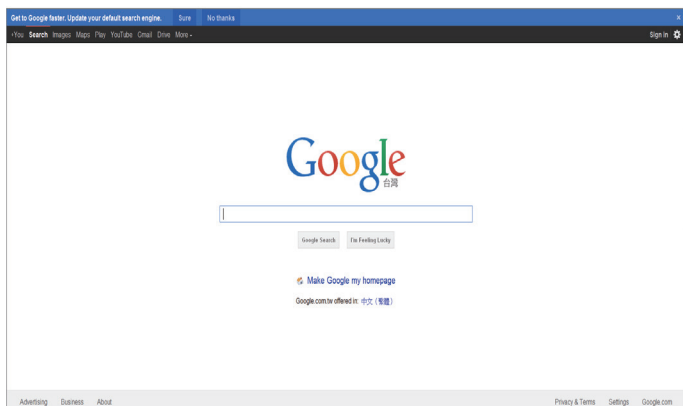 Get to Google faster. Update your default search engine. Sure No thanks ×
+You Search Images Maps Play YouTube Gmail Drive More Sign in
Google
台灣
Google Search I'm Feeling Lucky
Make Google my homepage
Google.com.tw offered in: 中文（繁體）
Advertising Business About Privacy & Terms Settings Google.com